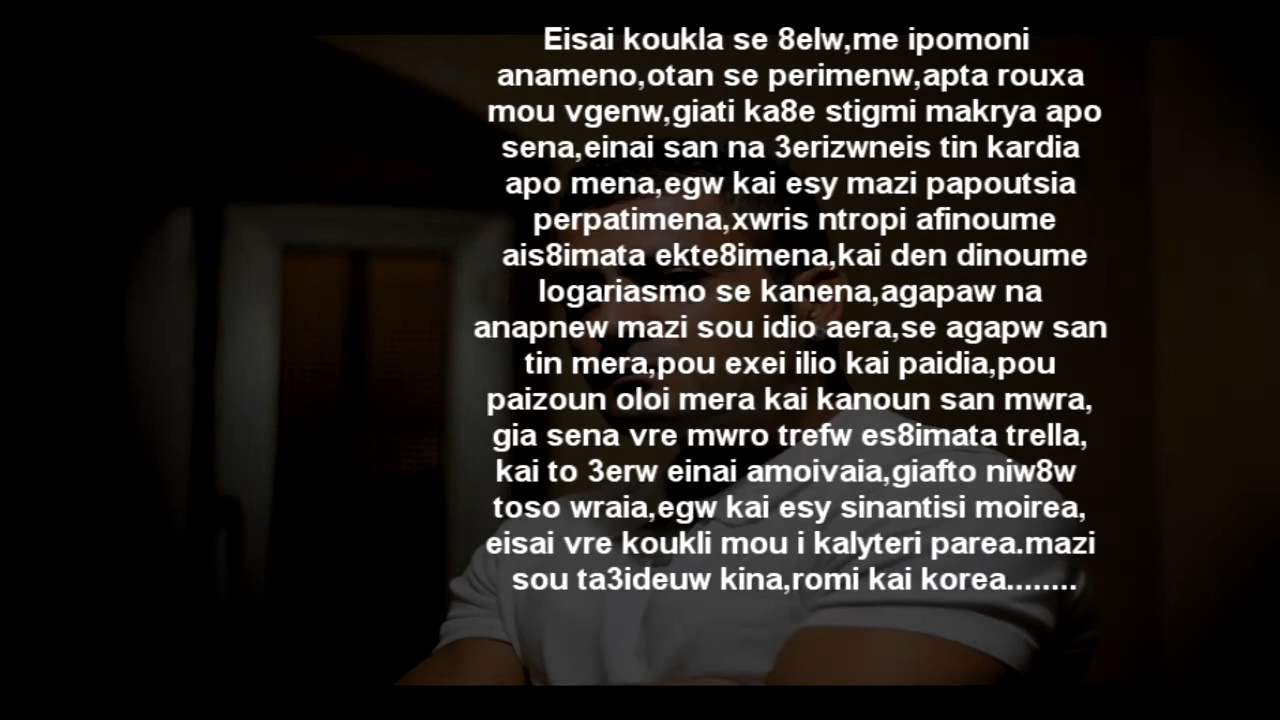 Eisai koukla se 8elw,me ipomoni
anameno,otan se perimenw,apta rouxa
mou vgenw,giati ka8e stigmi makrya apo
sena,einai san na 3erizwneis tin kardia
apo mena,egw kai esy mazi papoutsia
perpatimena,xwris ntropi afinoume
ais8imata ekte8imena,kai den dinoume
logariasmo se kanena,agapaw na
anapnew mazi sou idio aera,se agapw san
tin mera,pou exei ilio kai paidia,pou
paizoun oloi mera kai kanoun san mwra,
gia sena vre mwro trefw es8imata trella,
kai to 3erw einai amoivaia,giafto niw8w
toso wraia,egw kai esy sinantisi moirea,
eisai vre koukli mou i kalyteri parea.mazi
sou ta3ideuw kina,romi kai korea........